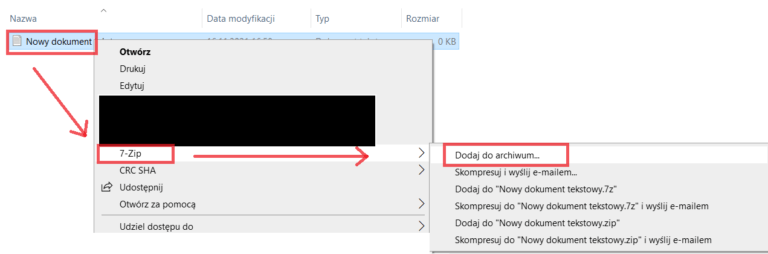 Nazwa Data modyfikacji Typ Rozmiar
Nowy dokument 0 KB
Otwórz
Drukuj
Edytuj
7-Zip
CRC SHA
Udostępnij
Otwórz za pomocą
Udziel dostępu do
Dodaj do archiwum...
Skompresuj i wyślij e-mailem...
Dodaj do "Nowy dokument tekstowy.7z"
Skompresuj do "Nowy dokument tekstowy.7z" i wyślij e-mailem
Dodaj do "Nowy dokument tekstowy.zip"
Skompresuj do "Nowy dokument tekstowy.zip" i wyślij e-mailem